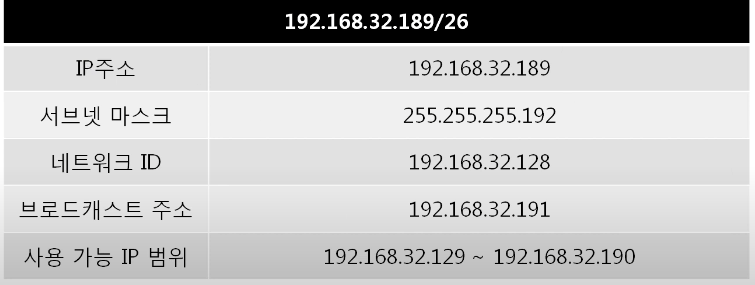 192.168.32.189/26
IP주소 192.168.32.189
서브넷 마스크 255.255.255.192
네트워크 ID 192.168.32.128
브로드캐스트 주소 192.168.32.191
사용 가능 IP 범위 192.168.32.129 ~ 192.168.32.190